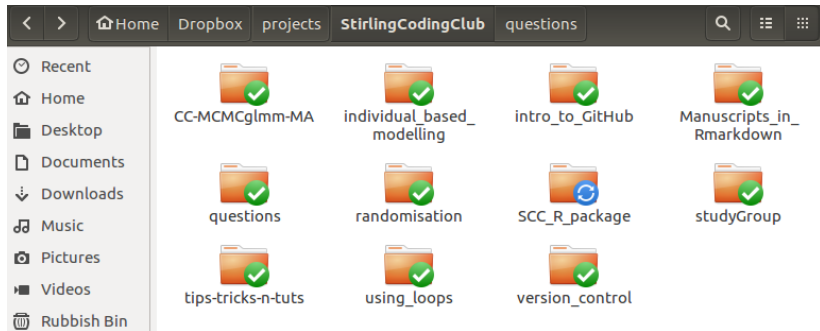 Home Dropbox projects StirlingCodingClub questions
Recent
Home
Desktop
Documents
Downloads
Music
Pictures
Videos
Rubbish Bin
CC-MCMCglmm-MA
individual_based_
modelling
intro_to_GitHub
Manuscripts_in_
Rmarkdown
questions
randomisation
SCC_R_package
studyGroup
tips-tricks-n-tuts
using_loops
version_control